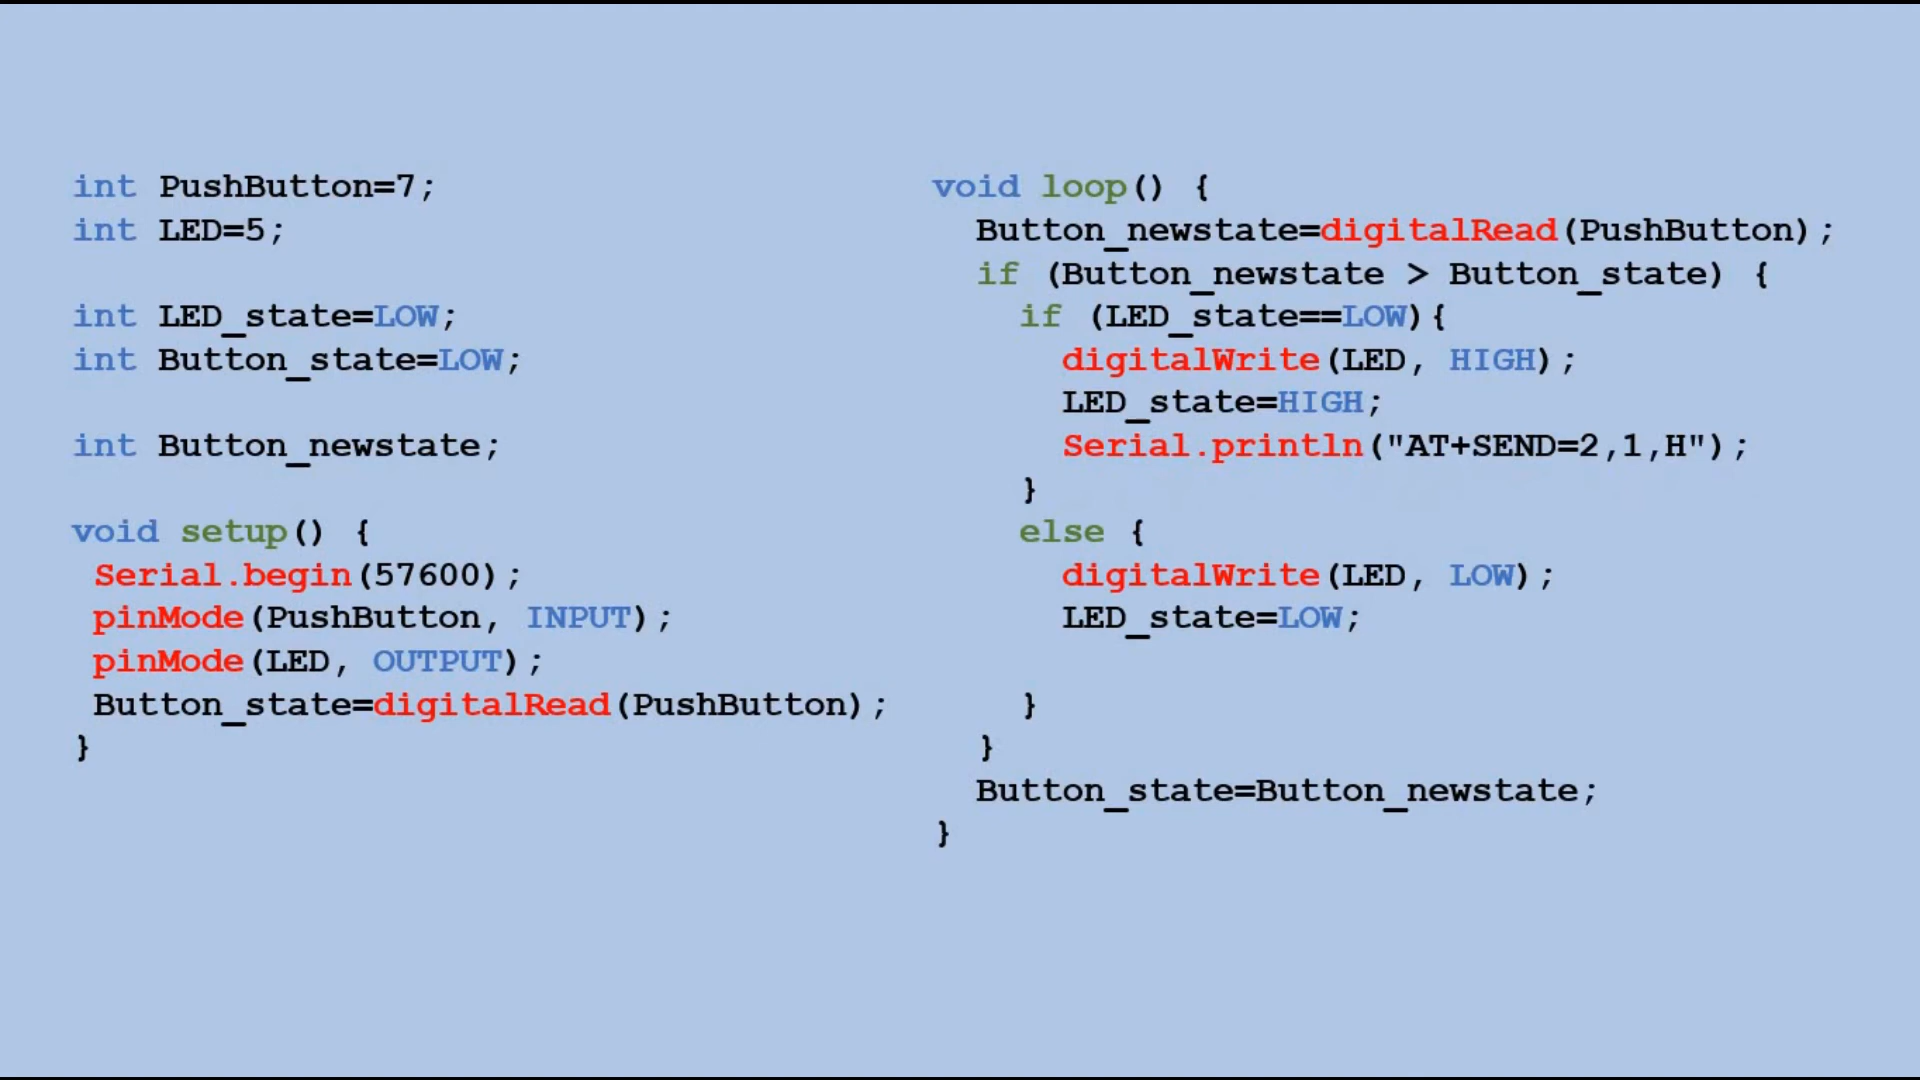 int PushButton=7;
int LED=5;
int LED_state=LOW;
int Button_state=LOW;
int Button_newstate;
void setup() {
Serial.begin(57600);
pinMode(PushButton, INPUT);
pinMode(LED, OUTPUT);
Button_state=digitalRead(PushButton);
}
void loop() {
Button_newstate=digitalRead(PushButton);
if (Button_newstate > Button_state) {
if (LED_state==LOW){
digitalWrite(LED, HIGH);
LED_state=HIGH;
Serial.println("AT+SEND=2,1,H");
}
else {
digitalWrite(LED, LOW);
LED_state=LOW;
}
}
Button_state=Button_newstate;
}